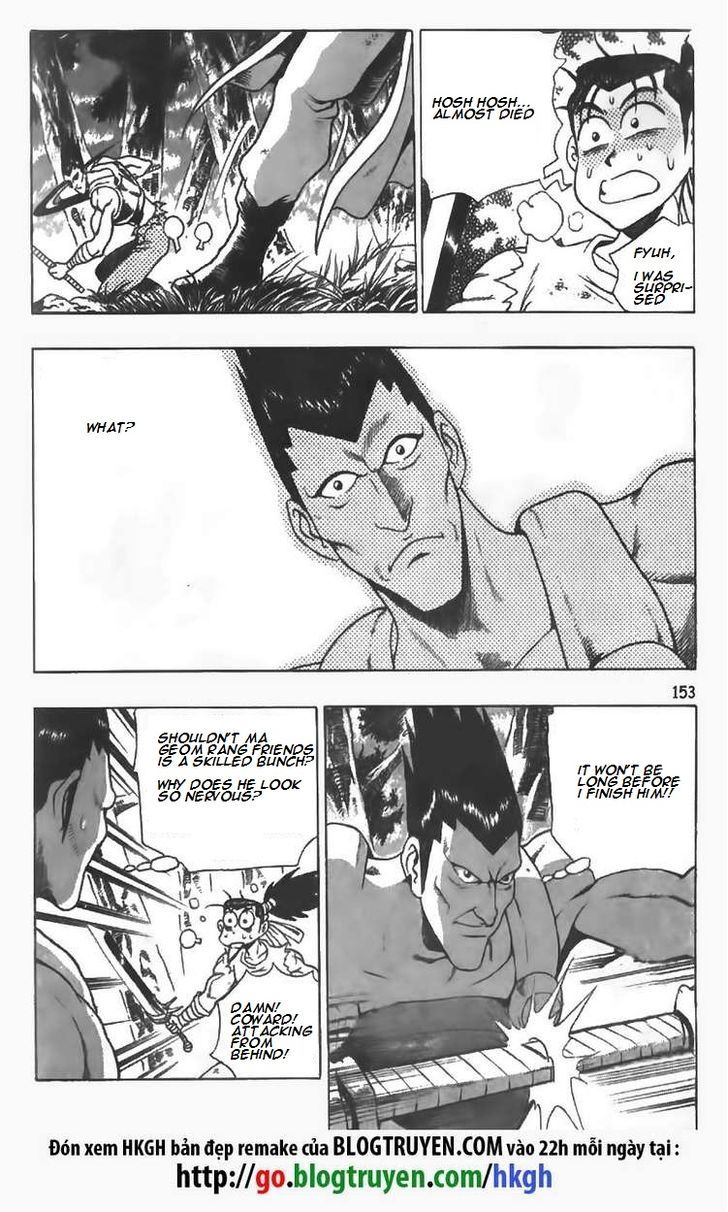 HOSH HOSH...
ALMOST DIED
FYUH,
I WAS
SURPRI-
SED
WHAT?
153
SHOULDN'T MA
GEOM RANG FRIENDS
IS A SKILLED BUNCH?
WHY DOES HE LOOK
SO NERVOUS?
DAMN!
COWARD!
ATTACKING
FROM
BEHIND!
IT WON'T BE
LONG BEFORE
I FINISH HIM!!
Đón xem HKGH bản đẹp remake của BLOGTRUYEN.COM vào 22h mỗi ngày tại :
http://go.blogtruyen.com/hkgh